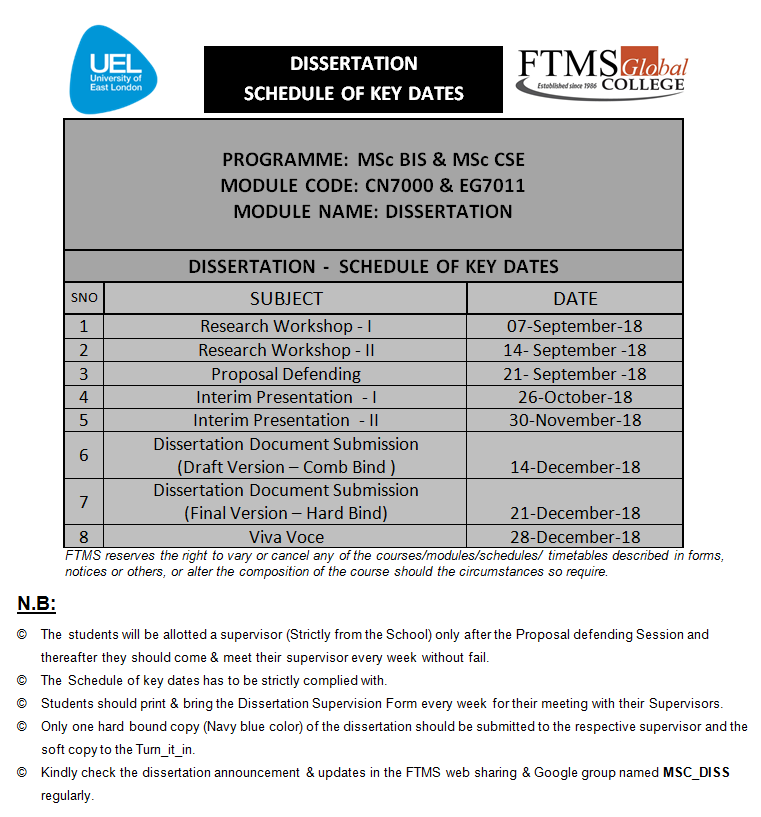 UEL
University of
East London
DISSERTATION
SCHEDULE OF KEY DATES
FTMS Global
COLLEGE
Established since 1986
PROGRAMME: MSc BIS & MSc CSE
MODULE CODE: CN7000 & EG7011
MODULE NAME: DISSERTATION
DISSERTATION - SCHEDULE OF KEY DATES
SNO SUBJECT DATE
1 Research Workshop - I 07-September-18
2 Research Workshop - II 14- September -18
3 Proposal Defending 21- September -18
4 Interim Presentation - I 26-October-18
5 Interim Presentation - II 30-November-18
6 Dissertation Document Submission
(Draft Version – Comb Bind ) 14-December-18
7 Dissertation Document Submission
(Final Version – Hard Bind) 21-December-18
8 Viva Voce 28-December-18
FTMS reserves the right to vary or cancel any of the courses/modules/schedules/ timetables described in forms,
notices or others, or alter the composition of the course should the circumstances so require.
N.B:
© The students will be allotted a supervisor (Strictly from the School) only after the Proposal defending Session and
thereafter they should come & meet their supervisor every week without fail.
© The Schedule of key dates has to be strictly complied with.
© Students should print & bring the Dissertation Supervision Form every week for their meeting with their Supervisors.
© Only one hard bound copy (Navy blue color) of the dissertation should be submitted to the respective supervisor and the
soft copy to the Turn_it_in.
© Kindly check the dissertation announcement & updates in the FTMS web sharing & Google group named MSC_DISS
regularly.